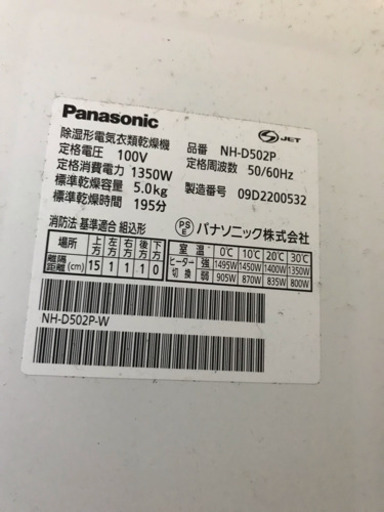 Panasonic
S JET
除湿形電気衣類乾燥機
品番 NH-D502P
定格電圧 100V
定格周波数 50/60Hz
定格消費電力 1350W
標準乾燥容量 5.0kg
製造番号 09D2200532
標準乾燥時間 195分
消防法 基準適合 組込形
PS E パナソニック株式会社
場所 上方 左方 右方 後方 下方
離隔距離(cm) 15 1 1 1 0
室温 0℃ 10℃ 20℃ 30℃
ヒーター切換 強 1495W 1450W 1400W 1350W
弱 905W 870W 835W 800W
NH-D502P-W